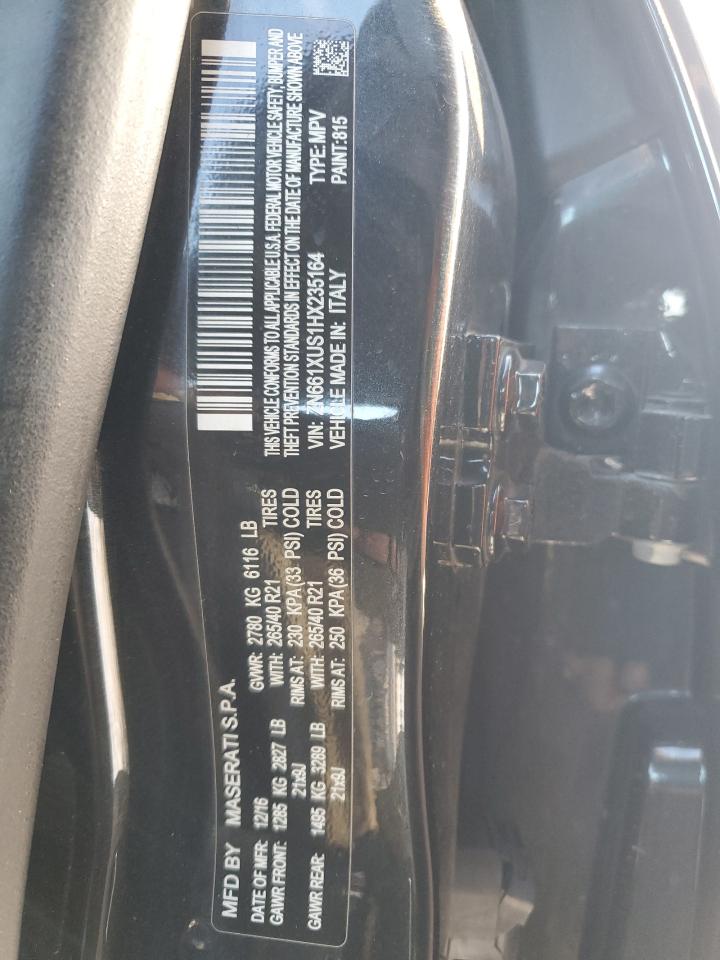 MFD BY MASERATI S.P.A.
DATE OF MFR: 12/16 GVWR: 2780 KG 6116 LB
GAWR FRONT: 1285 KG 2827 LB WITH: 265/40 R21 TIRES
21x9J RIMS AT: 230 KPA (33 PSI) COLD
GAWR REAR: 1495 KG 3289 LB WITH: 265/40 R21 TIRES
21x9J RIMS AT: 250 KPA (36 PSI) COLD
THIS VEHICLE CONFORMS TO ALL APPLICABLE U.S.A. FEDERAL MOTOR VEHICLE SAFETY, BUMPER AND
THEFT PREVENTION STANDARDS IN EFFECT ON THE DATE OF MANUFACTURE SHOWN ABOVE
VIN: ZN661XUS1HX235164 TYPE: MPV
VEHICLE MADE IN: ITALY PAINT: 815